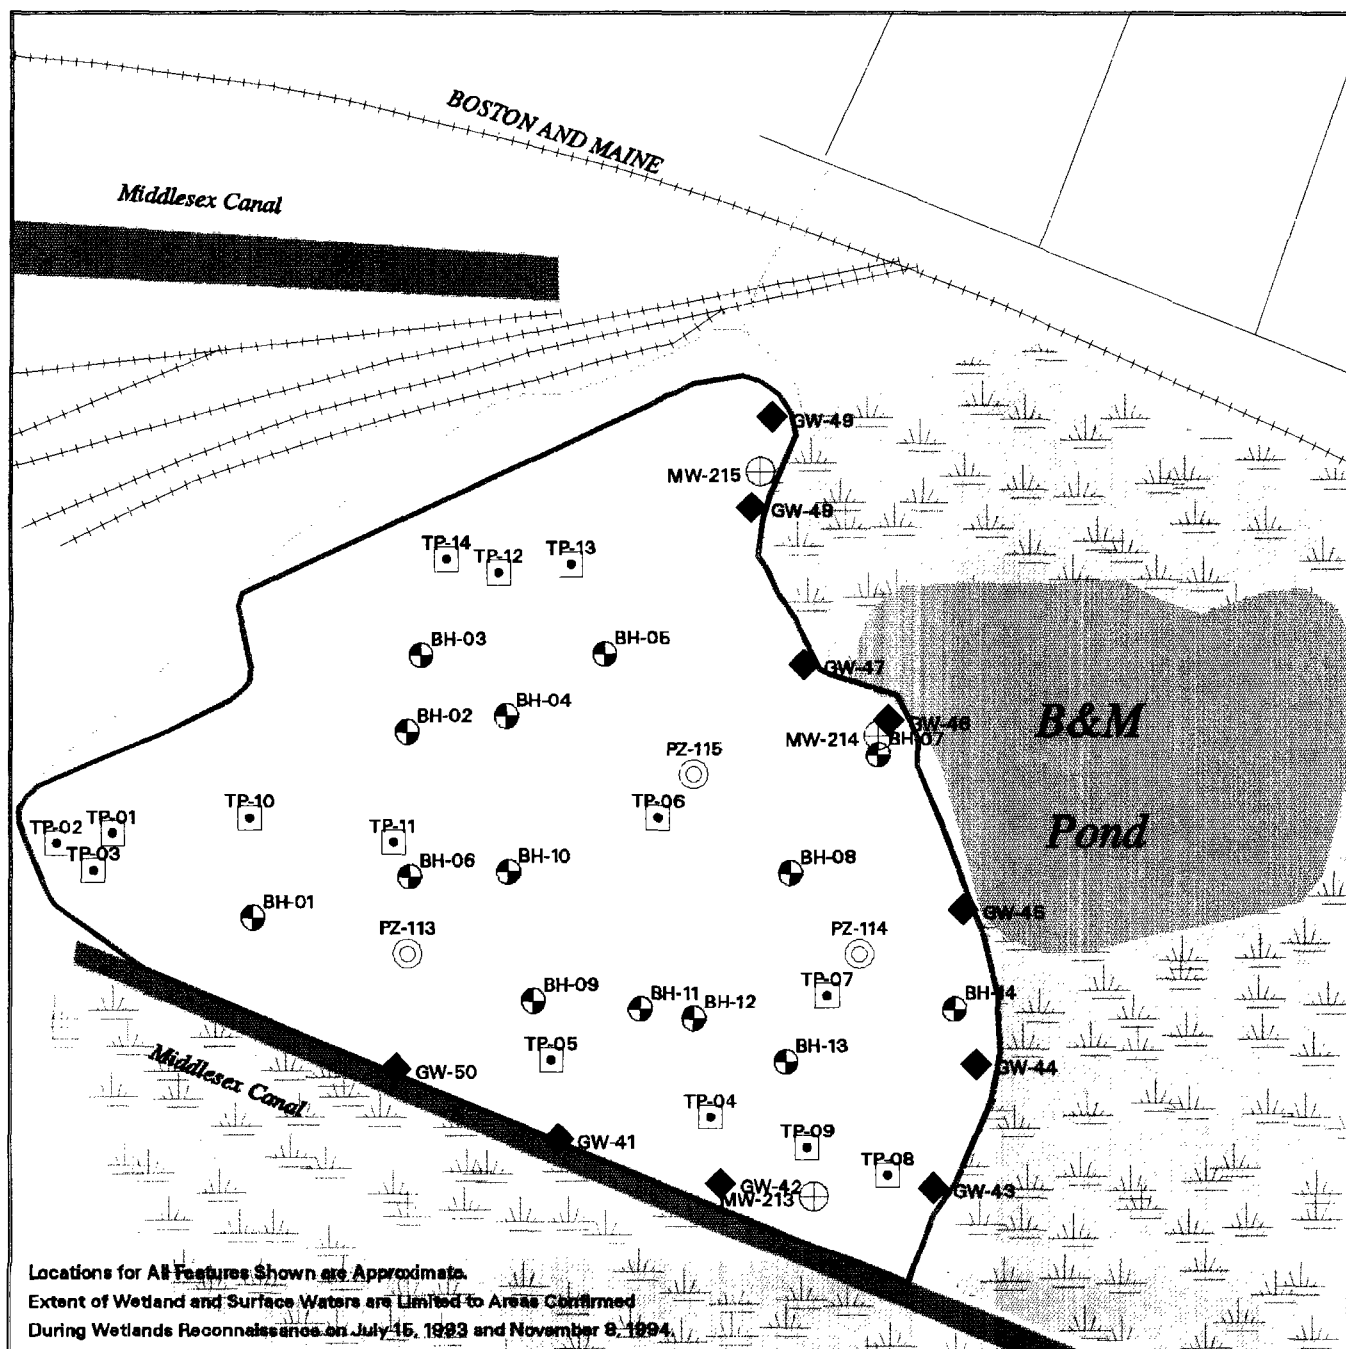 BOSTON AND MAINE
Middlesex Canal
GW-49
MW-215
GW-48
TP-14
TP-12
TP-13
BH-03
BH-05
GW-47
BH-02
BH-04
GW-46
MW-214
BH-07
B&M
Pond
PZ-115
TP-10
TP-06
TP-02
TP-01
TP-11
TP-03
BH-06
BH-10
BH-08
BH-01
GW-45
PZ-113
PZ-114
TP-07
BH-09
BH-11
BH-12
BH-14
TP-05
BH-13
GW-44
Middlesex Canal
GW-50
TP-04
GW-41
TP-09
TP-08
GW-42
GW-43
MW-213
Locations for All Features Shown are Approximate.
Extent of Wetland and Surface Waters are Limited to Areas Confirmed
During Wetlands Reconnaissance on July 15, 1993 and November 8, 1994.